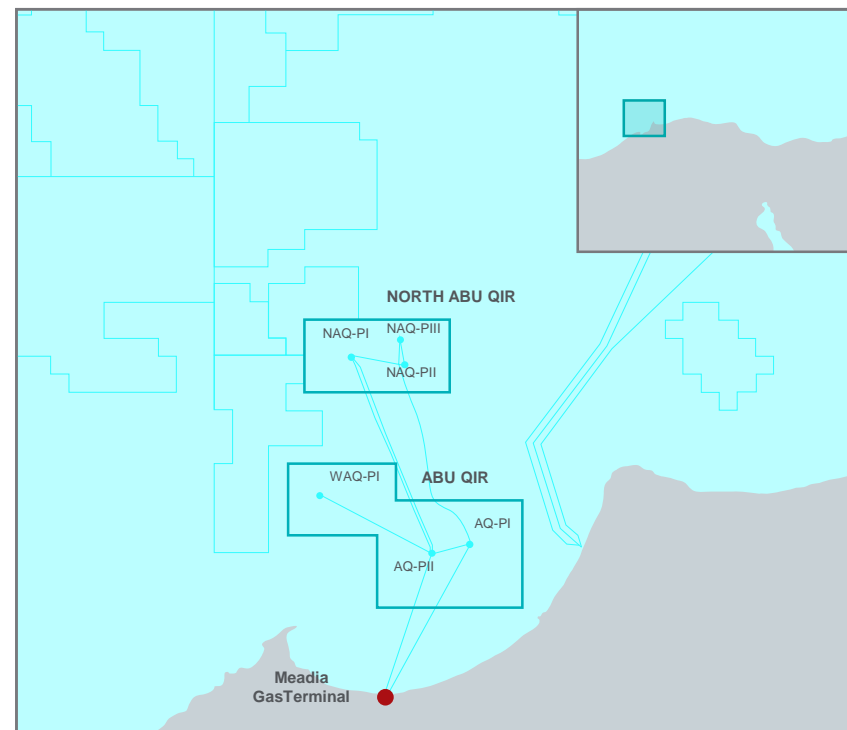 NORTH ABU QIR
NAQ-PI
NAQ-PIII
NAQ-PII
ABU QIR
WAQ-PI
AQ-PI
AQ-PII
Meadia
GasTerminal